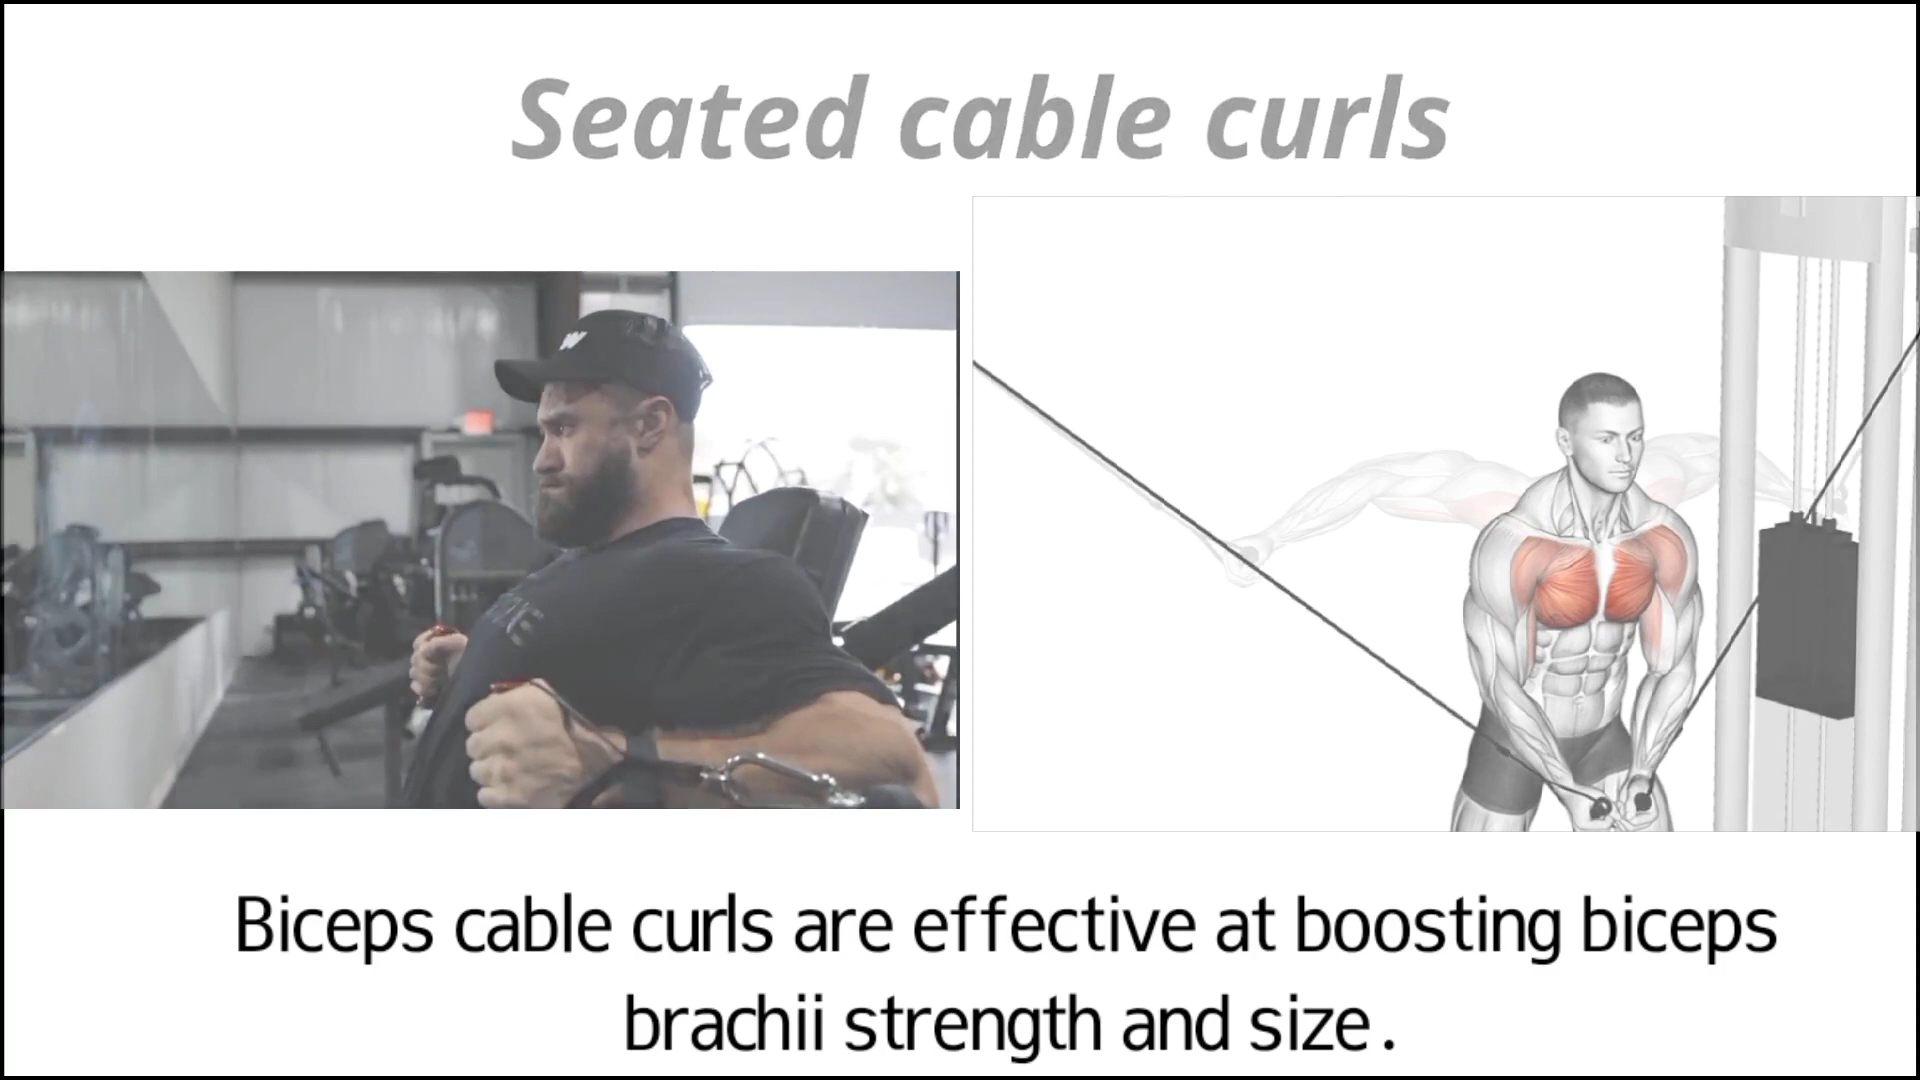 Seated cable curls
Biceps cable curls are effective at boosting biceps
brachii strength and size.